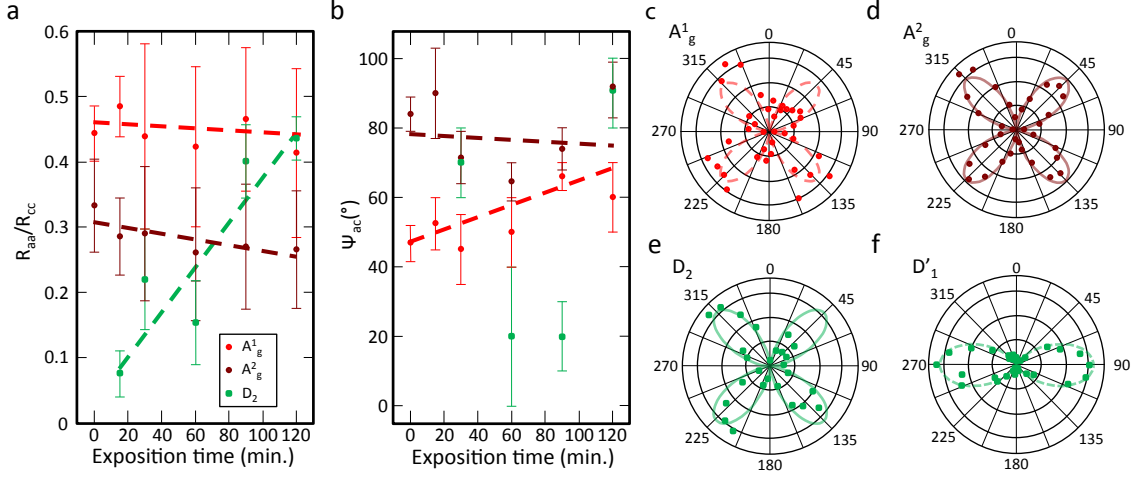 a
0.6
0.5
0.4
0.3
0.2
0.1
0
R_aa/R_cc
0 20 40 60 80 100 120
Exposition time (min.)
A¹_g
A²_g
D₂
b
100
80
60
40
20
0
Ψ_ac(°)
0 20 40 60 80 100 120
Exposition time (min.)
c
A¹_g
0
45
90
135
180
225
270
315
d
A²_g
0
45
90
135
180
225
270
315
e
D₂
0
45
90
135
180
225
270
315
f
D'₁
0
45
90
135
180
225
270
315